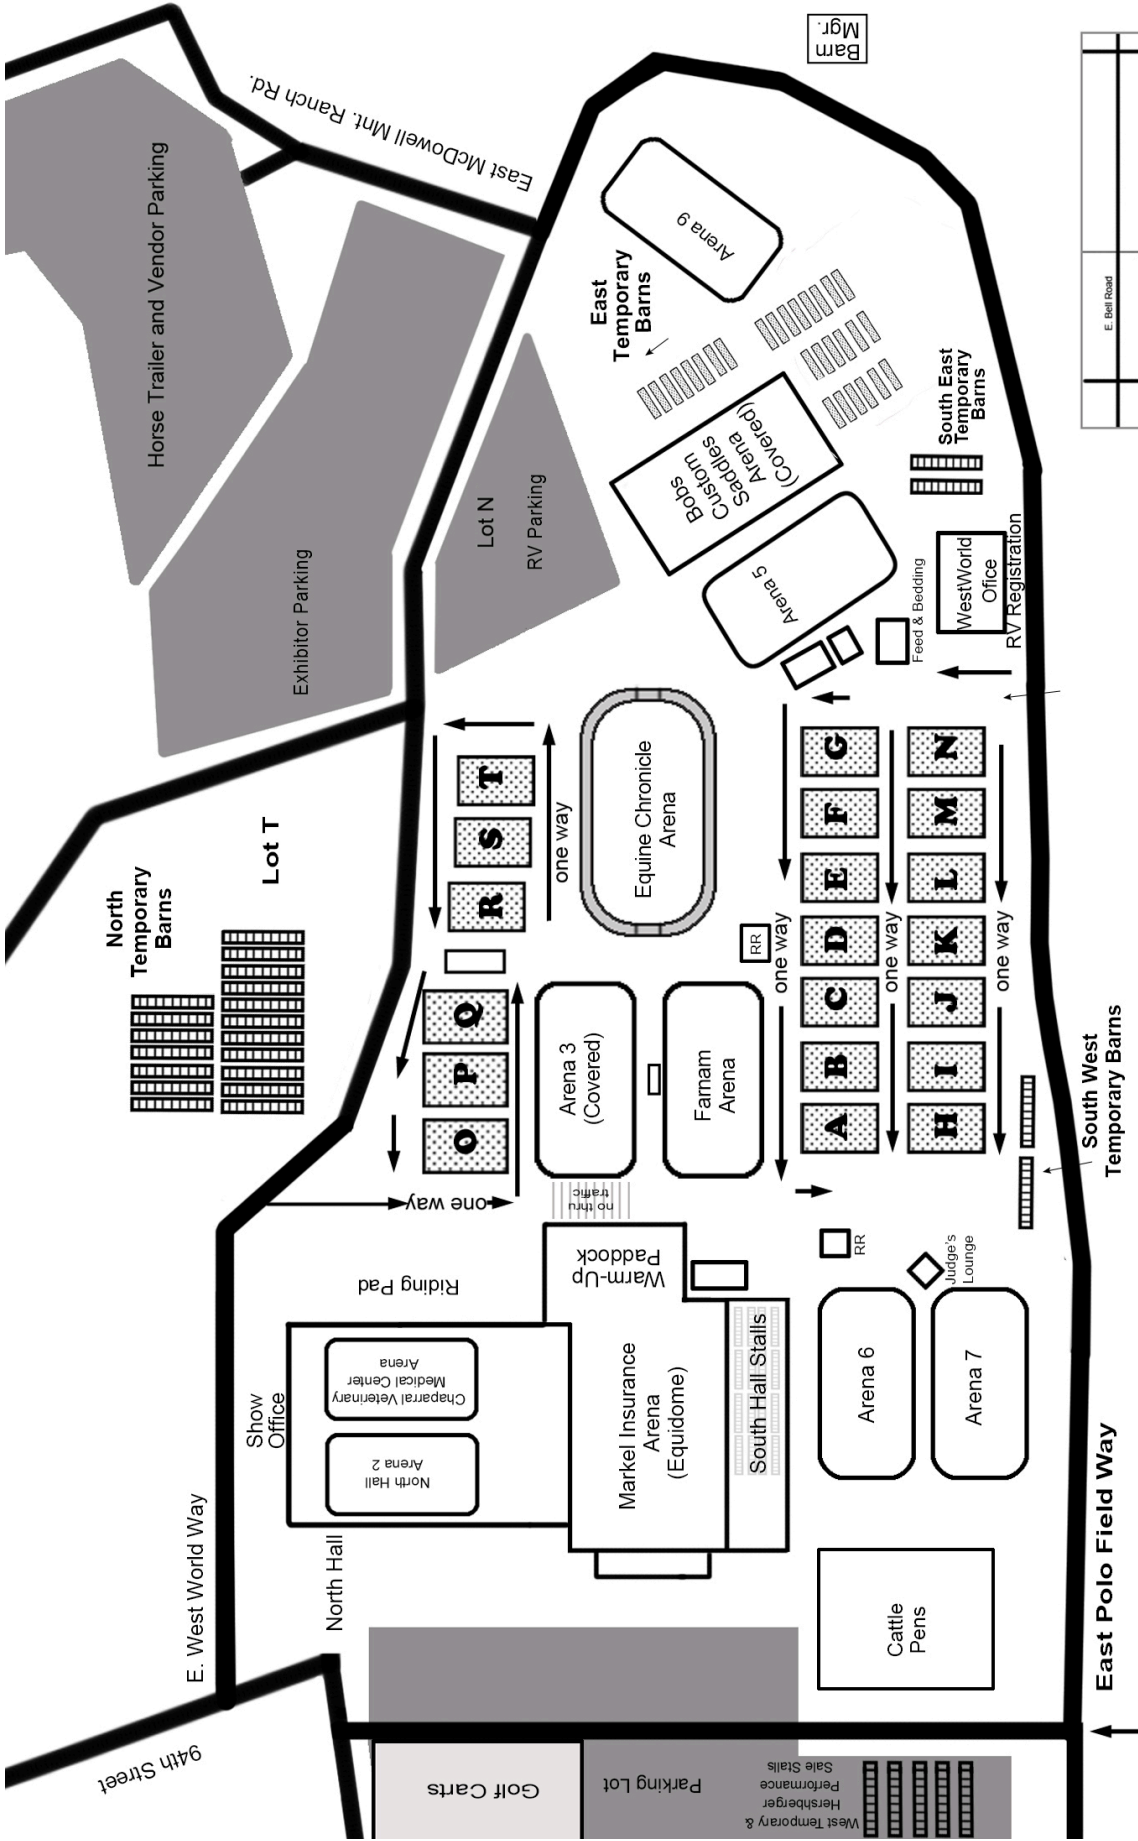 Barn
Mgr.
East McDowell Mnt. Ranch Rd.
Horse Trailer and Vendor Parking
Arena 9
East
Temporary
Barns
E. Bell Road
South East
Temporary
Barns
Bobs
Custom
Saddles
Arena
(Covered)
Lot N
RV Parking
Exhibitor Parking
Arena 5
Feed & Bedding
WestWorld
Ofice
RV Registration
T
S
R
one way
Equine Chronicle
Arena
G
F
E
D
C
B
A
N
M
L
K
J
I
H
RR
one way
one way
one way
Lot T
North
Temporary
Barns
Q
P
O
one way
Arena 3
(Covered)
Farnam
Arena
no thru
traffic
South West
Temporary Barns
Warm-Up
Paddock
Riding Pad
RR
Judge's
Lounge
Show
Office
Chaparral Veterinary
Medical Center
Arena
North Hall
Arena 2
Markel Insurance
Arena
(Equidome)
South Hall Stalls
Arena 6
Arena 7
E. West World Way
North Hall
Cattle
Pens
East Polo Field Way
94th Street
Golf Carts
Parking Lot
West Temporary &
Hershberger
Performance
Sale Stalls